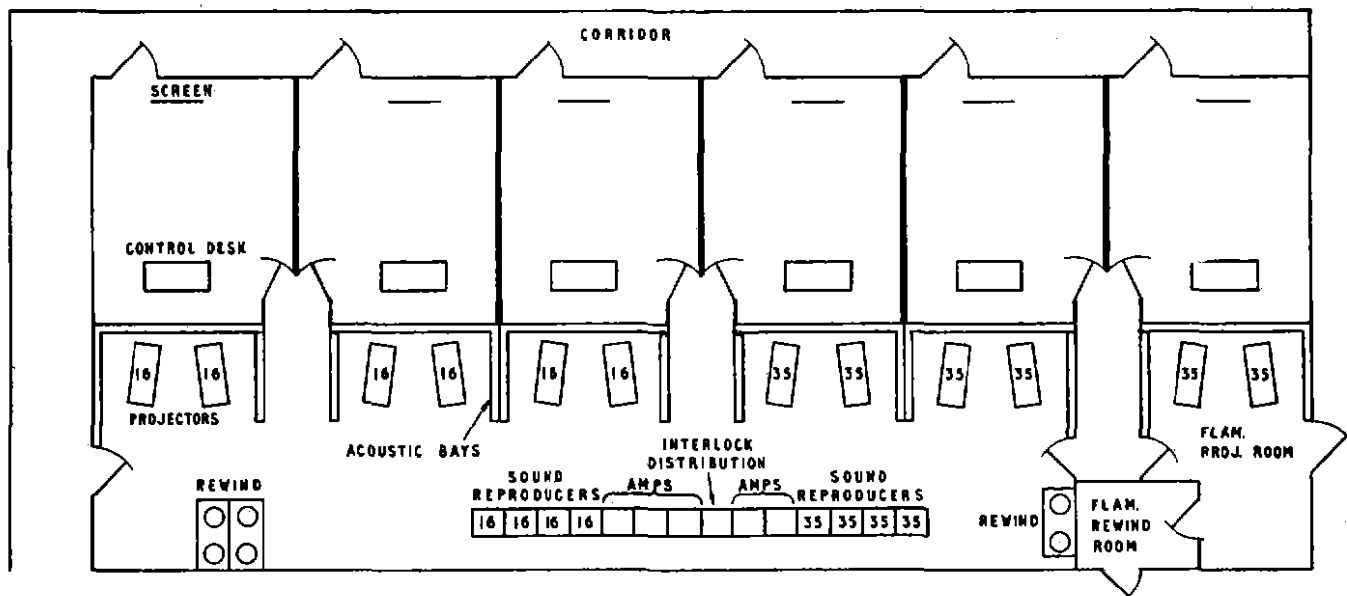 CORRIDOR
SCREEN
CONTROL DESK
16 16 16 16 16 16 35 35 35 35 35 35
PROJECTORS
ACOUSTIC BAYS
FLAM.
PROJ. ROOM
INTERLOCK
DISTRIBUTION
REWIND
SOUND
REPRODUCERS
AMPS
AMPS
SOUND
REPRODUCERS
16 16 16 16 35 35 35 35
REWIND
FLAM.
REWIND
ROOM